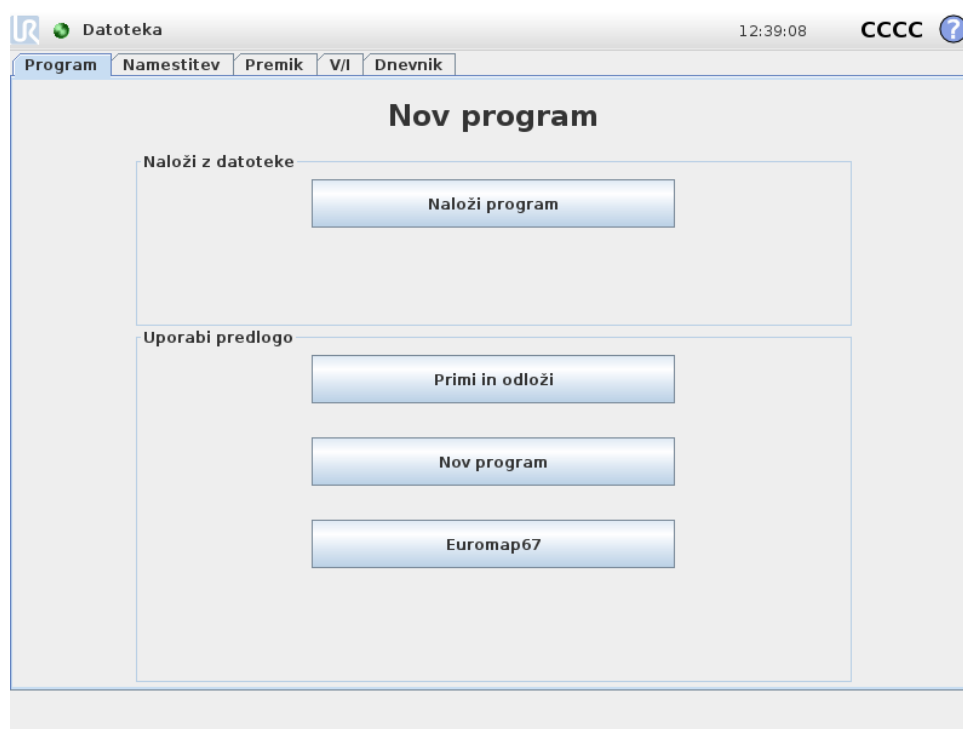 UR Datoteka 12:39:08 CCCC ?
Program Namestitev Premik V/I Dnevnik
Nov program
Naloži z datoteke
Naloži program
Uporabi predlogo
Primi in odloži
Nov program
Euromap67